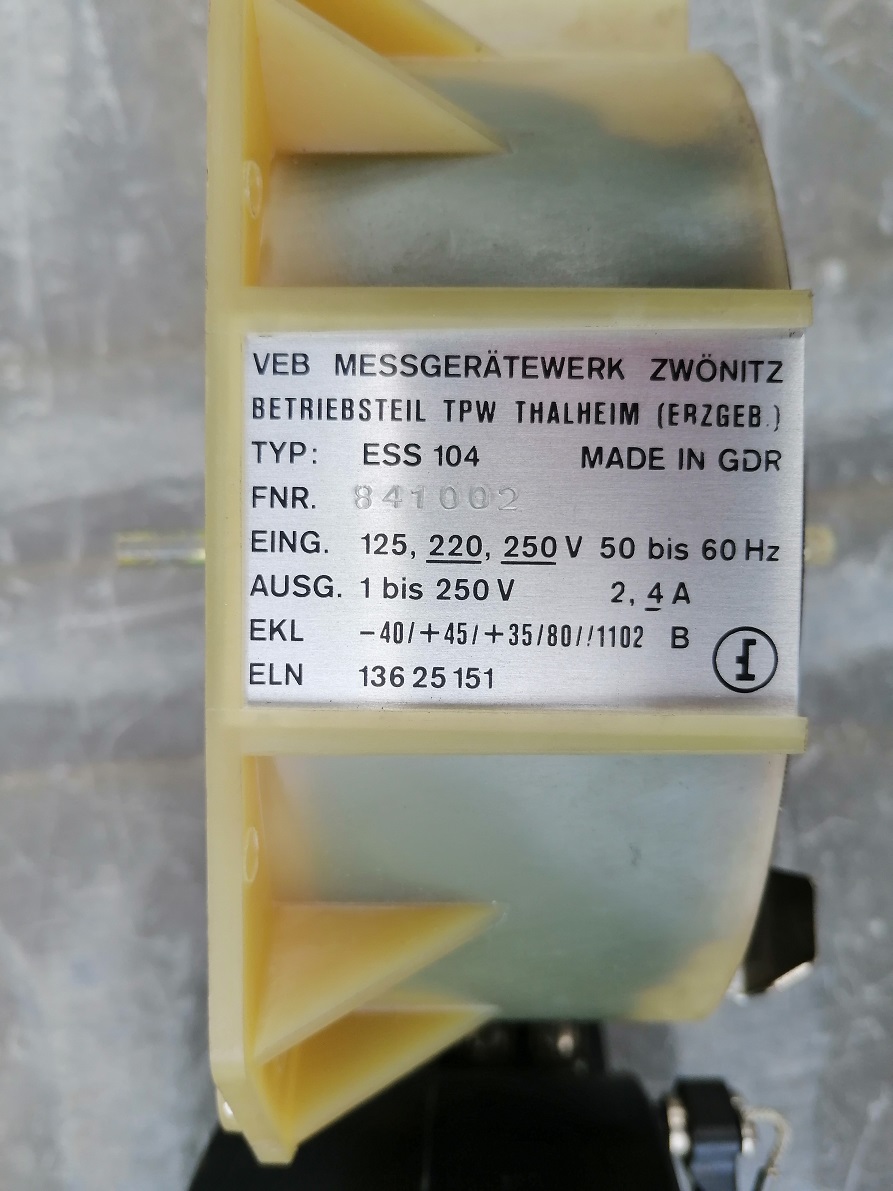 VEB MESSGERÄTEWERK ZWÖNITZ
BETRIEBSTEIL TPW THALHEIM (ERZGEB.)
TYP: ESS 104 MADE IN GDR
FNR. 841002
EING. 125, 220, 250 V 50 bis 60 Hz
AUSG. 1 bis 250 V 2, 4 A
EKL -40/+45/+35/80//1102 B
ELN 136 25 151